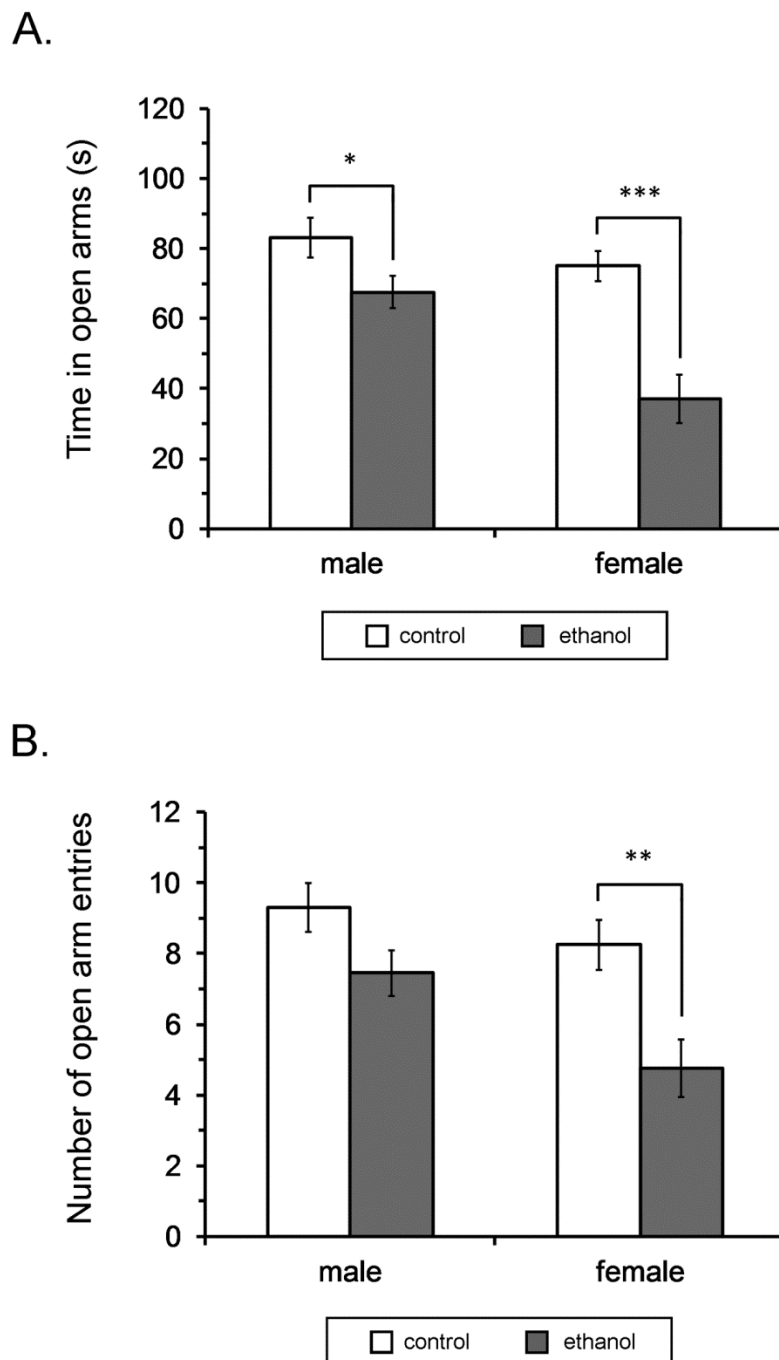 A.
Time in open arms (s)
120
100
80
60
40
20
0
*
***
male female
control ethanol
B.
Number of open arm entries
12
10
8
6
4
2
0
**
male female
control ethanol